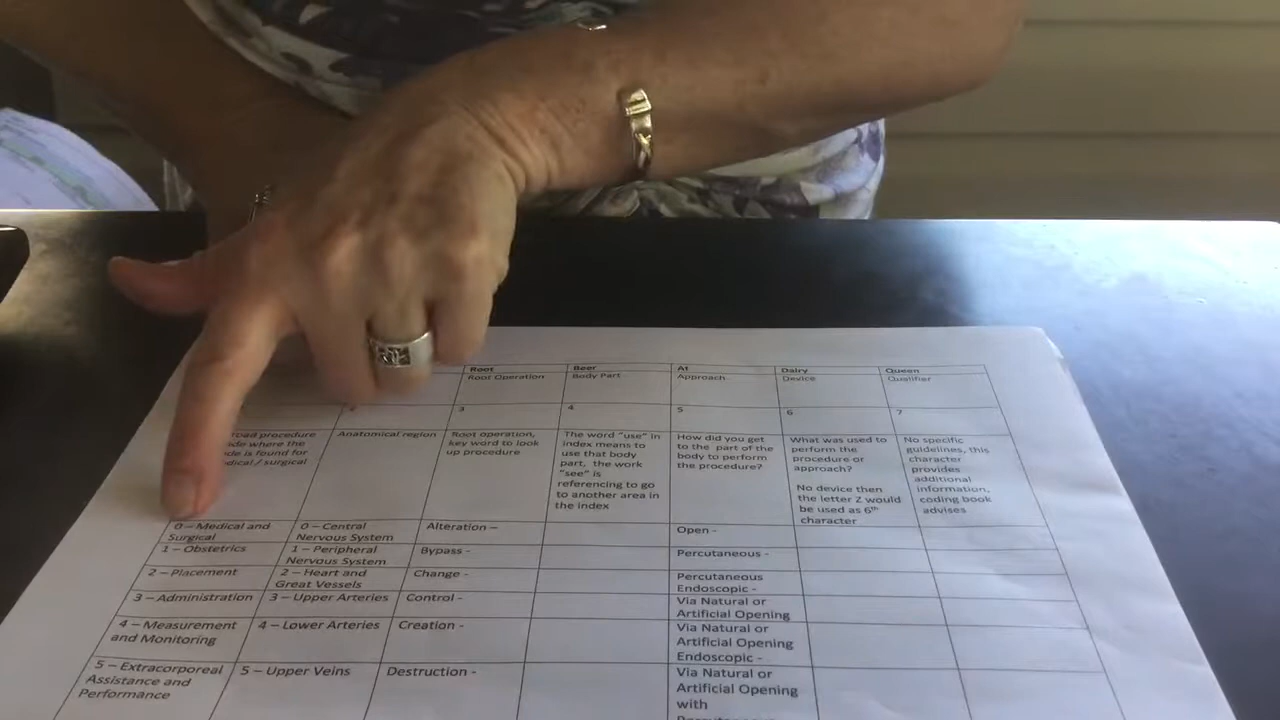 Root Beer At Dairy Queen
Root Operation Body Part Approach Device Qualifier
3 4 5 6 7
procedure
where the
is found for
/ surgical
Anatomical region
Root operation,
key word to look
up procedure
The word "use" in
index means to
use that body
part, the work
"see" is
referencing to go
to another area in
the index
How did you get
to the part of the
body to perform
the procedure?
What was used to
perform the
procedure or
approach?
No device then
the letter Z would
be used as 6th
character
No specific
guidelines, this
character
provides
additional
information,
coding book
advises
0 – Medical and
Surgical
0 – Central
Nervous System
Alteration –
Open -
1 – Obstetrics
1 – Peripheral
Nervous System
Bypass -
Percutaneous -
2 – Placement
2 – Heart and
Great Vessels
Change -
Percutaneous
Endoscopic -
3 – Administration
3 – Upper Arteries
Control -
Via Natural or
Artificial Opening
4 – Measurement
and Monitoring
4 – Lower Arteries
Creation -
Via Natural or
Artificial Opening
Endoscopic –
5 – Extracorporeal
Assistance and
Performance
5 – Upper Veins
Destruction -
Via Natural or
Artificial Opening
with